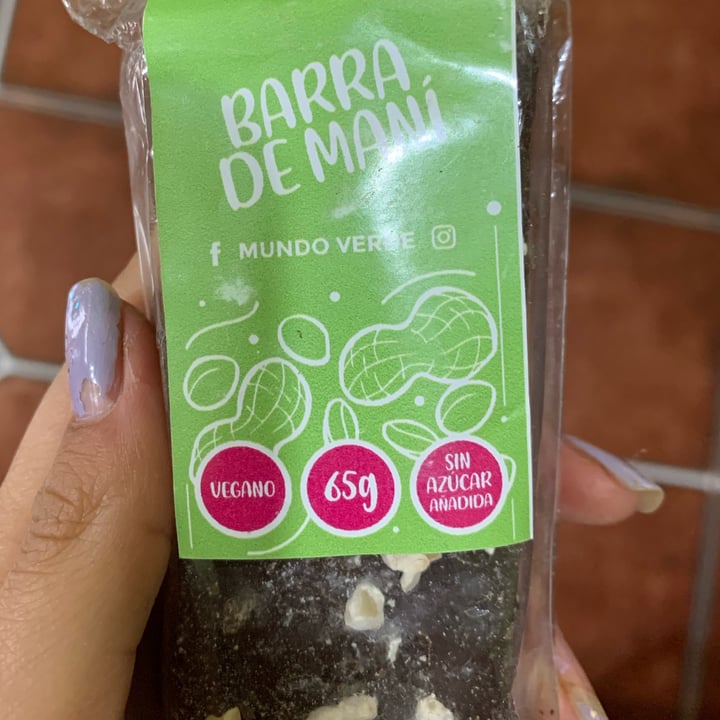 BARRA
DE MANÍ
f MUNDO VERDE
VEGANO
65g
SIN
AZÚCAR
AÑADIDA